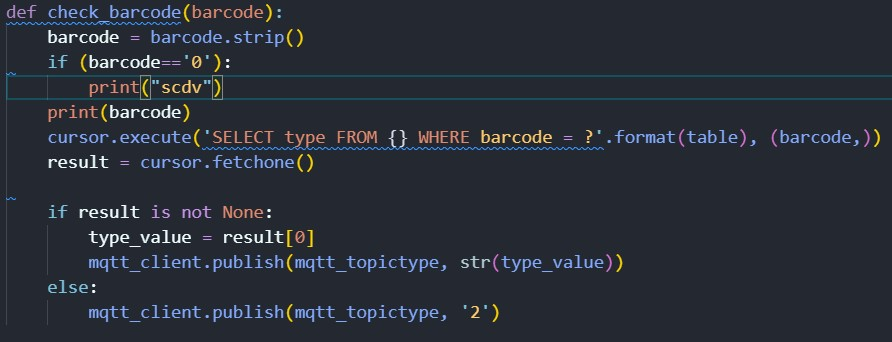 def check_barcode(barcode):
    barcode = barcode.strip()
    if (barcode=='0'):
        print("scdv")
    print(barcode)
    cursor.execute('SELECT type FROM {} WHERE barcode = ?'.format(table), (barcode,))
    result = cursor.fetchone()
    if result is not None:
        type_value = result[0]
        mqtt_client.publish(mqtt_topictype, str(type_value))
    else:
        mqtt_client.publish(mqtt_topictype, '2')